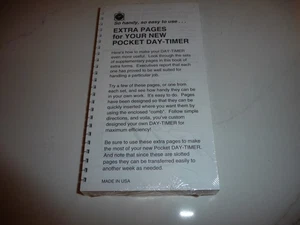 So handy, so easy to use . . .
EXTRA PAGES
for YOUR NEW
POCKET DAY-TIMER
Here's how to make your DAY-TIMER
even more useful. Look through the sets
of supplementary pages in this book of
extra forms. Executives report that each
one has proved to be well suited for
handling a particular job.
Try a few of these pages, or one from
each set, and see how handy they can be
in your own work. It's easy to do. Pages
have been designed so that they can be
quickly inserted where you want them by
using the enclosed "comb". Follow simple
directions, and voila, you've custom
designed your own DAY-TIMER for
maximum efficiency!
Be sure to use these extra pages to make
the most of your new Pocket DAY-TIMER.
And note that since these are slotted
pages they can be transferred easily to
another week as needed.
MADE IN USA